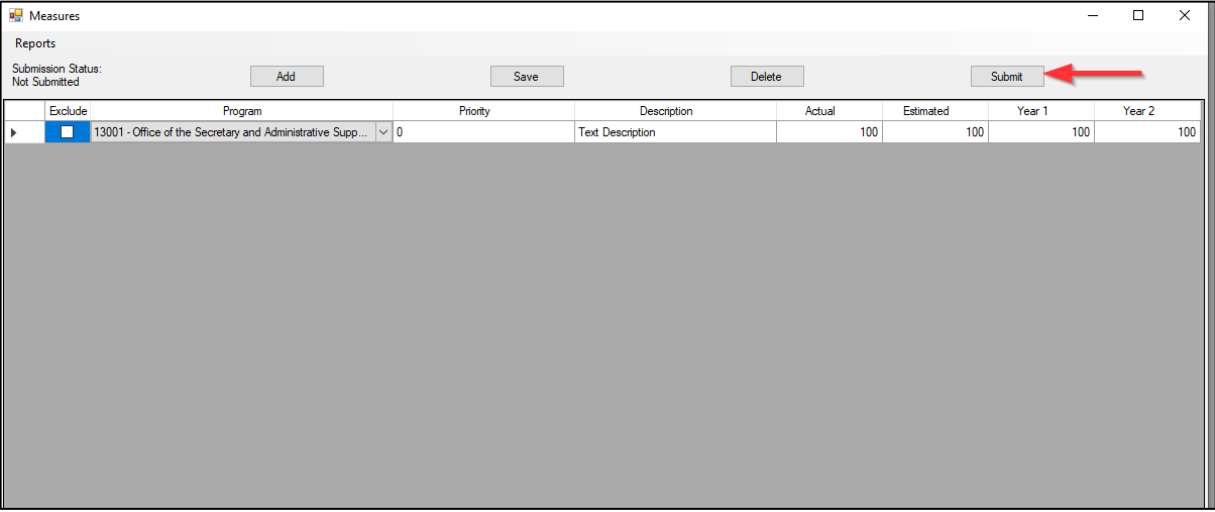 Measures
Reports
Submission Status:
Not Submitted
Add Save Delete Submit
Exclude Program Priority Description Actual Estimated Year 1 Year 2
13001 - Office of the Secretary and Administrative Supp... 0 Text Description 100 100 100 100